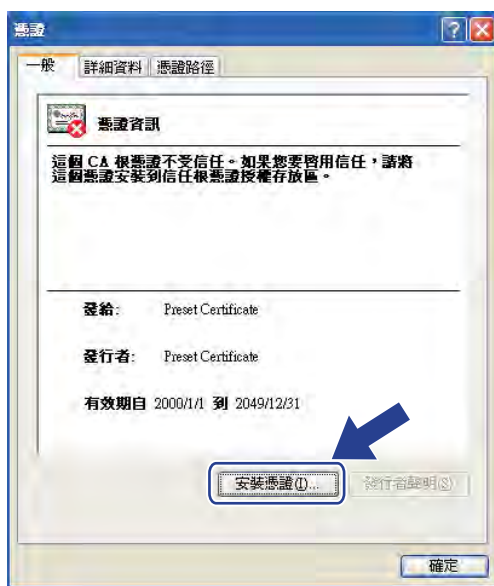 憑證
一般 詳細資料 憑證路徑
憑證資訊
這個 CA 根憑證不受信任。如果您要啓用信任，請將
這個憑證安裝到信任根憑證授權存放區。
發給: Preset Certificate
發行者: Preset Certificate
有效期自 2000/1/1 到 2049/12/31
安裝憑證(I)... 發行者聲明(S)
確定